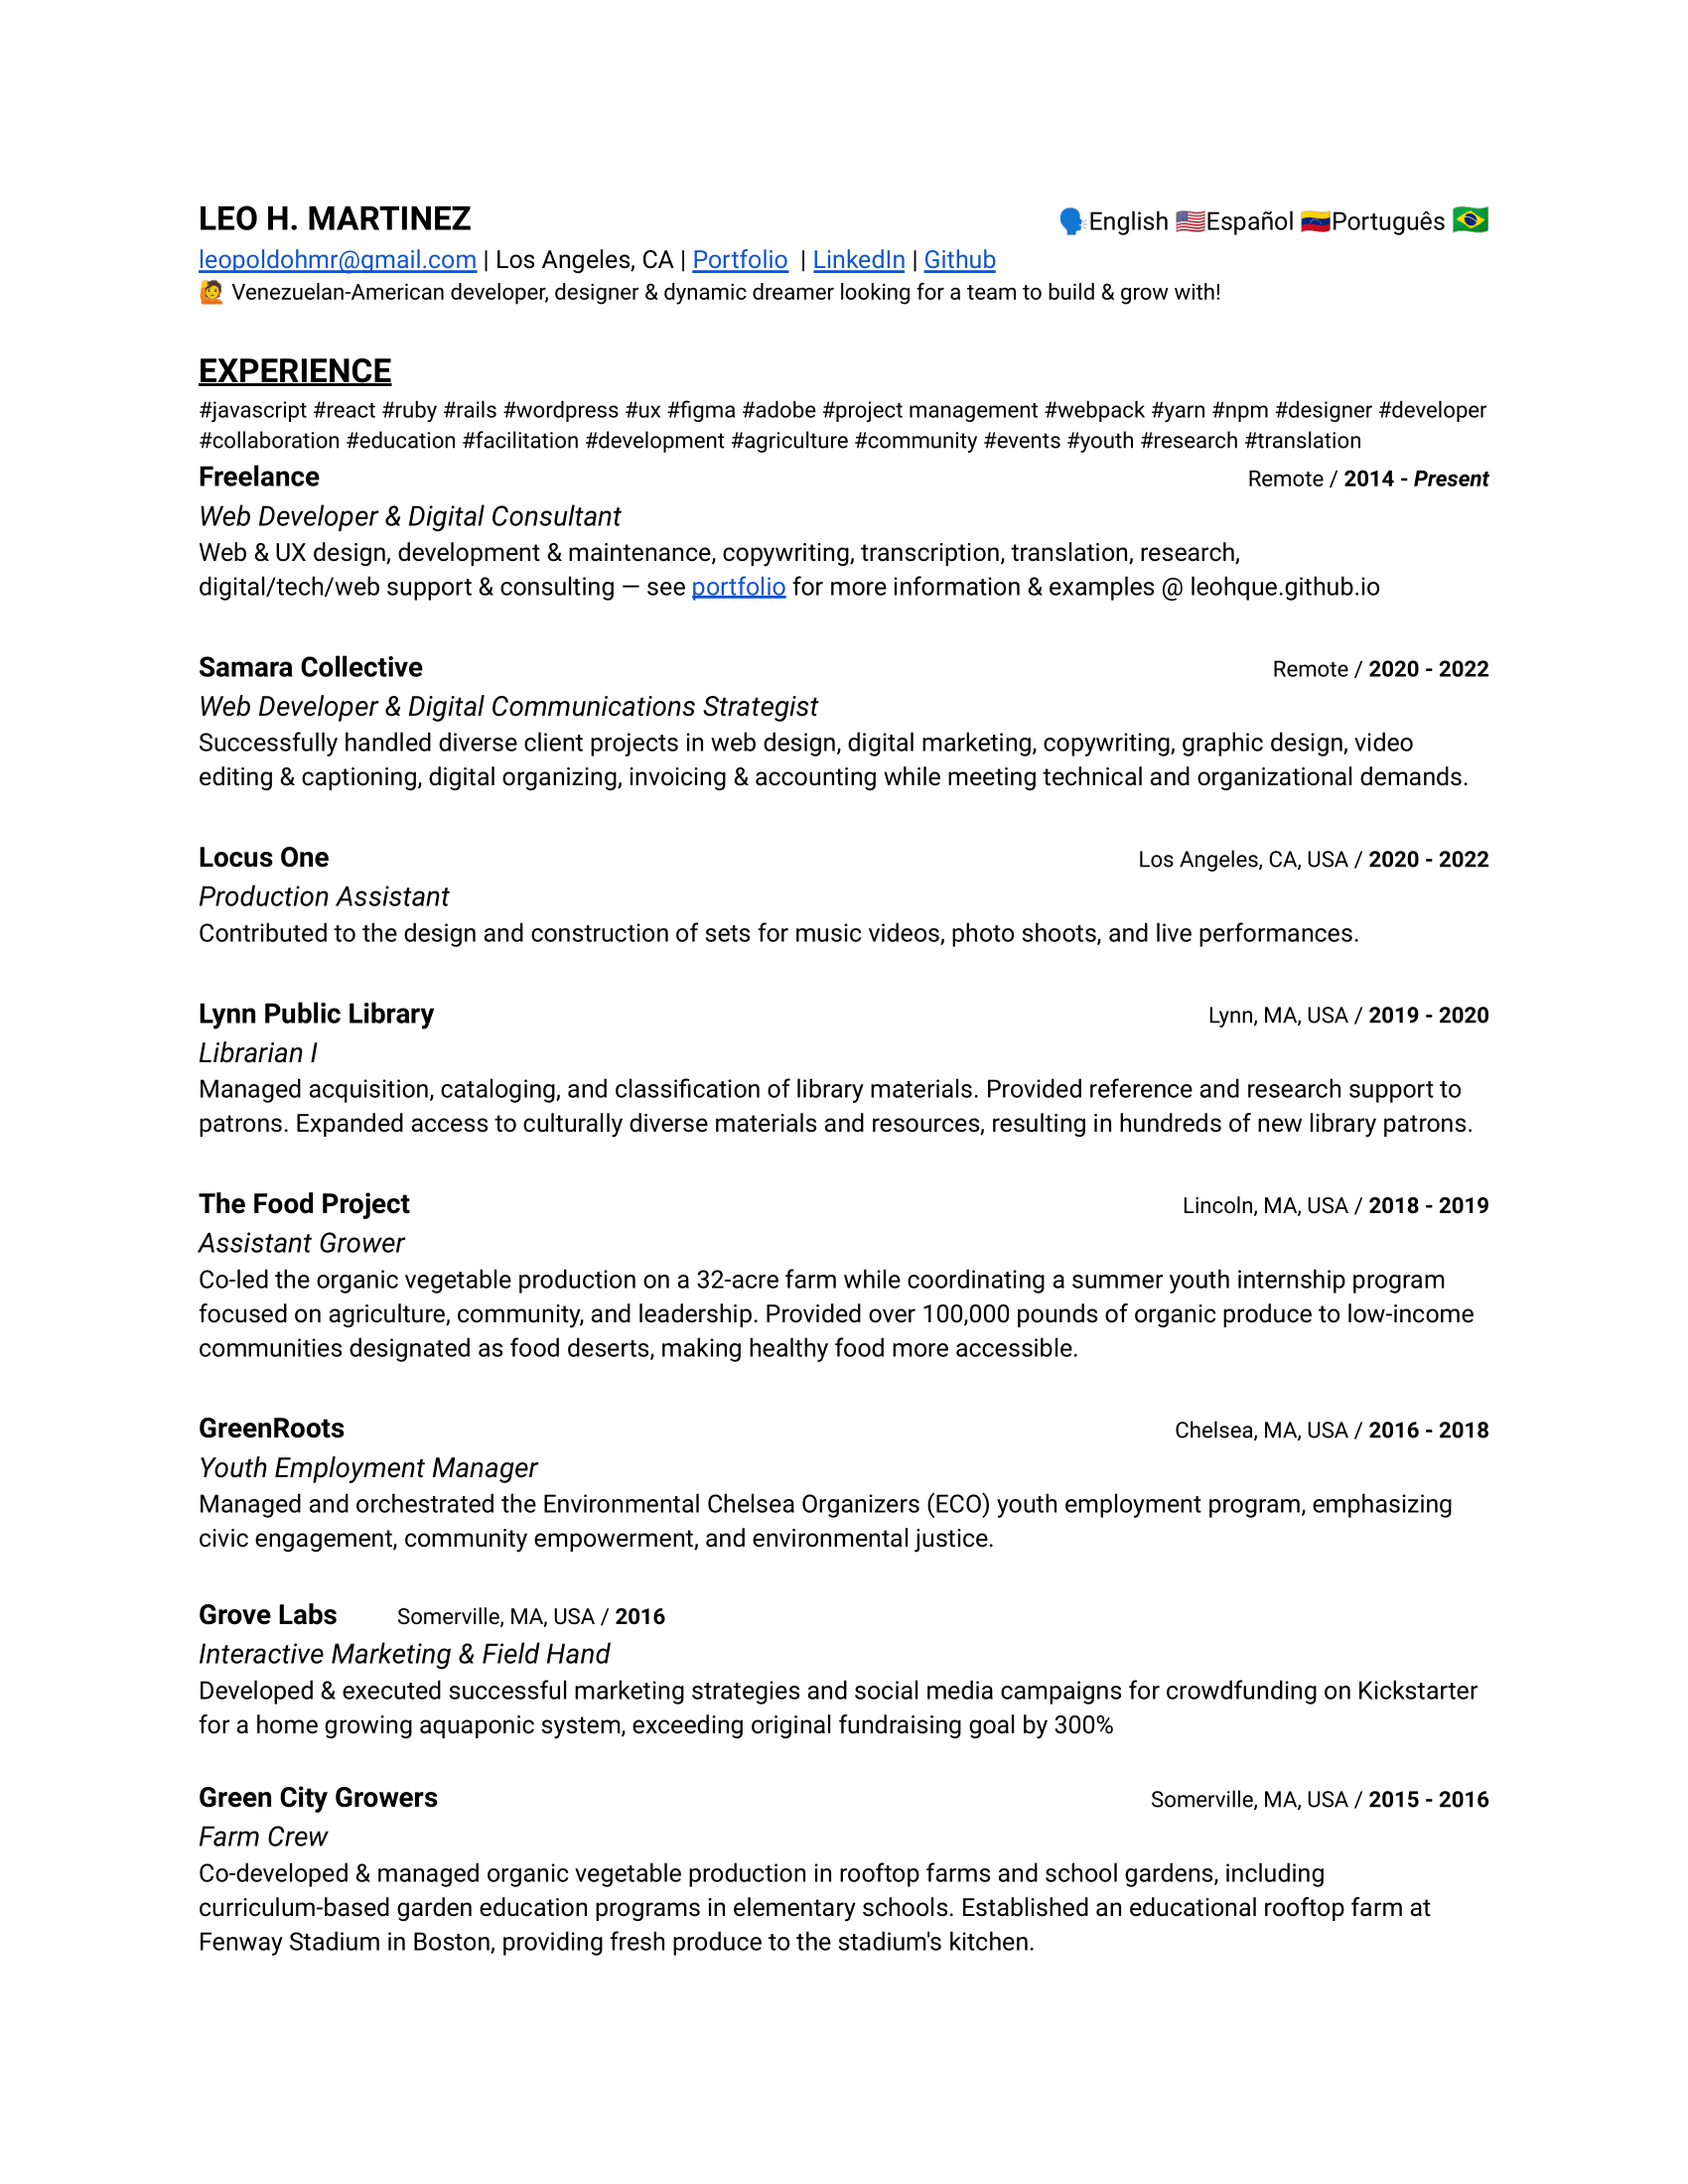 LEO H. MARTINEZ 🗣️English 🇺🇸Español 🇻🇪Português 🇧🇷
leopoldohmr@gmail.com | Los Angeles, CA | Portfolio | LinkedIn | Github
🙋 Venezuelan-American developer, designer & dynamic dreamer looking for a team to build & grow with!
EXPERIENCE
#javascript #react #ruby #rails #wordpress #ux #figma #adobe #project management #webpack #yarn #npm #designer #developer
#collaboration #education #facilitation #development #agriculture #community #events #youth #research #translation
Freelance Remote / 2014 - Present
Web Developer & Digital Consultant
Web & UX design, development & maintenance, copywriting, transcription, translation, research,
digital/tech/web support & consulting — see portfolio for more information & examples @ leohque.github.io
Samara Collective Remote / 2020 - 2022
Web Developer & Digital Communications Strategist
Successfully handled diverse client projects in web design, digital marketing, copywriting, graphic design, video
editing & captioning, digital organizing, invoicing & accounting while meeting technical and organizational demands.
Locus One Los Angeles, CA, USA / 2020 - 2022
Production Assistant
Contributed to the design and construction of sets for music videos, photo shoots, and live performances.
Lynn Public Library Lynn, MA, USA / 2019 - 2020
Librarian I
Managed acquisition, cataloging, and classification of library materials. Provided reference and research support to
patrons. Expanded access to culturally diverse materials and resources, resulting in hundreds of new library patrons.
The Food Project Lincoln, MA, USA / 2018 - 2019
Assistant Grower
Co-led the organic vegetable production on a 32-acre farm while coordinating a summer youth internship program
focused on agriculture, community, and leadership. Provided over 100,000 pounds of organic produce to low-income
communities designated as food deserts, making healthy food more accessible.
GreenRoots Chelsea, MA, USA / 2016 - 2018
Youth Employment Manager
Managed and orchestrated the Environmental Chelsea Organizers (ECO) youth employment program, emphasizing
civic engagement, community empowerment, and environmental justice.
Grove Labs Somerville, MA, USA / 2016
Interactive Marketing & Field Hand
Developed & executed successful marketing strategies and social media campaigns for crowdfunding on Kickstarter
for a home growing aquaponic system, exceeding original fundraising goal by 300%
Green City Growers Somerville, MA, USA / 2015 - 2016
Farm Crew
Co-developed & managed organic vegetable production in rooftop farms and school gardens, including
curriculum-based garden education programs in elementary schools. Established an educational rooftop farm at
Fenway Stadium in Boston, providing fresh produce to the stadium's kitchen.